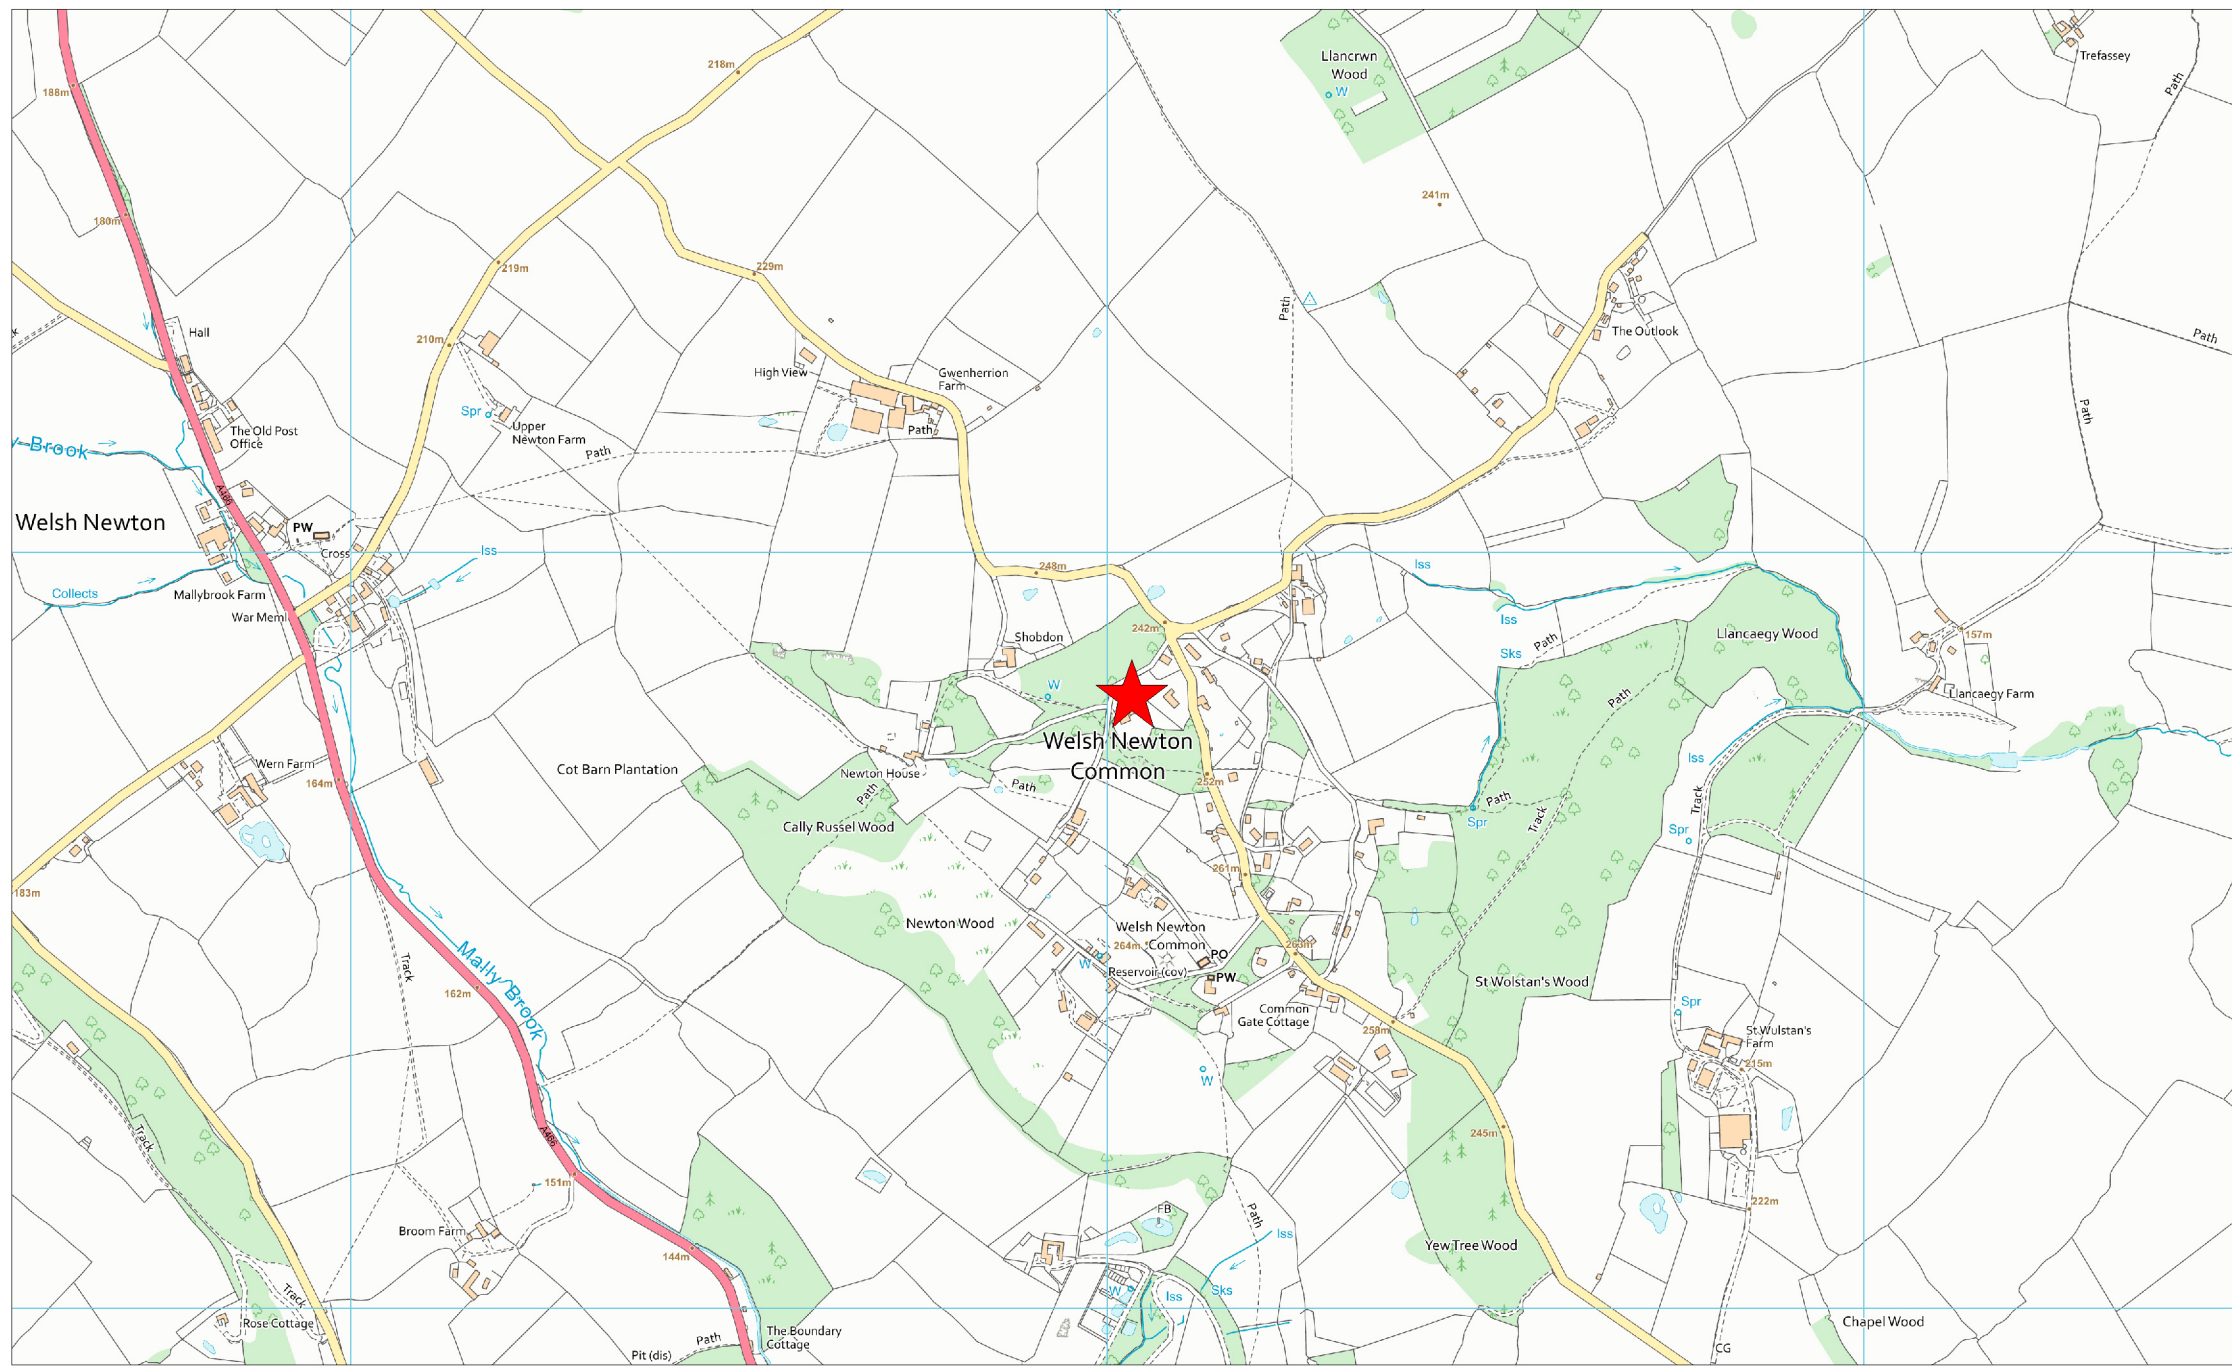 188m
218m
Llancrwn
Wood
W
Trefassey
Path
180m
241m
219m
229m
Path
Hall
210m
The Outlook
Path
High View
Gwenherrion
Farm
Spr
Upper
Newton Farm
Path
The Old Post
Office
Path
Path
y Brook
A466
Welsh Newton
PW
Cross
Iss
Collects
Mallybrook Farm
War Meml
248m
Iss
Iss
Shobdon
242m
Path
Sks
Llancaegy Wood
157m
W
Path
Llancaegy Farm
Welsh Newton
Common
Wern Farm
164m
Cot Barn Plantation
Newton House
Path
Path
252m
Iss
Track
Path
Track
Spr
Spr
Cally Russel Wood
261m
183m
Newton Wood
Welsh Newton
Common
264m
263m
PO
W
Reservoir (cov)
PW
Track
Mally Brook
162m
St Wolstan's Wood
Spr
Common
Gate Cottage
258m
St Wulstan's
Farm
215m
W
Track
A466
245m
151m
222m
Broom Farm
FB
Path
Iss
144m
Yew Tree Wood
W
Iss
Sks
Track
Rose Cottage
The Boundary
Cottage
Path
Pit (dis)
Chapel Wood
CG